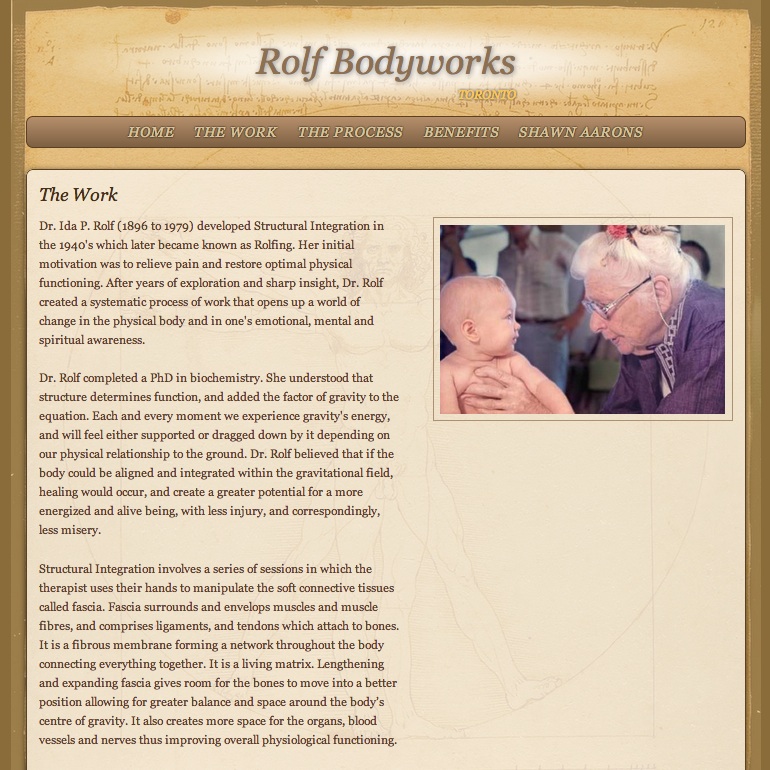 Rolf Bodyworks
TORONTO
HOME THE WORK THE PROCESS BENEFITS SHAWN AARONS
The Work
Dr. Ida P. Rolf (1896 to 1979) developed Structural Integration in
the 1940's which later became known as Rolfing. Her initial
motivation was to relieve pain and restore optimal physical
functioning. After years of exploration and sharp insight, Dr. Rolf
created a systematic process of work that opens up a world of
change in the physical body and in one's emotional, mental and
spiritual awareness.
Dr. Rolf completed a PhD in biochemistry. She understood that
structure determines function, and added the factor of gravity to the
equation. Each and every moment we experience gravity's energy,
and will feel either supported or dragged down by it depending on
our physical relationship to the ground. Dr. Rolf believed that if the
body could be aligned and integrated within the gravitational field,
healing would occur, and create a greater potential for a more
energized and alive being, with less injury, and correspondingly,
less misery.
Structural Integration involves a series of sessions in which the
therapist uses their hands to manipulate the soft connective tissues
called fascia. Fascia surrounds and envelops muscles and muscle
fibres, and comprises ligaments, and tendons which attach to bones.
It is a fibrous membrane forming a network throughout the body
connecting everything together. It is a living matrix. Lengthening
and expanding fascia gives room for the bones to move into a better
position allowing for greater balance and space around the body's
centre of gravity. It also creates more space for the organs, blood
vessels and nerves thus improving overall physiological functioning.